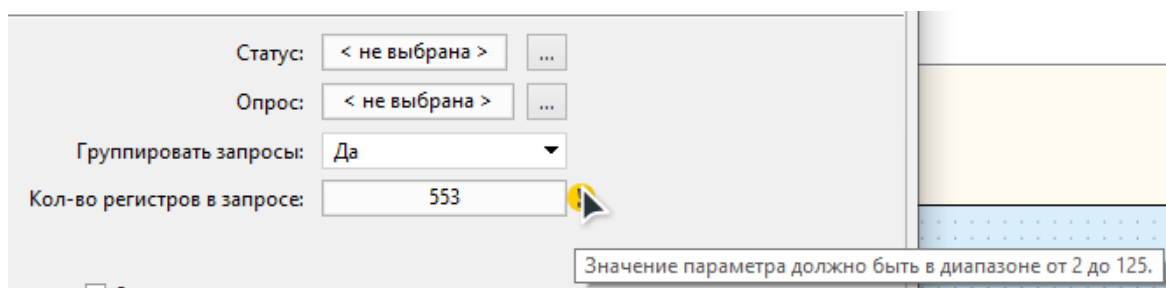 Статус: < не выбрана > ...
Опрос: < не выбрана > ...
Группировать запросы: Да
Кол-во регистров в запросе: 553
Значение параметра должно быть в диапазоне от 2 до 125.